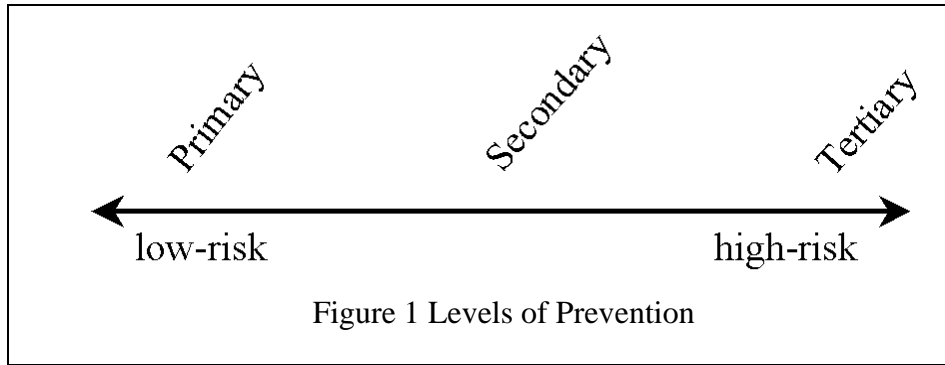 Primary
Secondary
Tertiary
low-risk
high-risk
Figure 1 Levels of Prevention